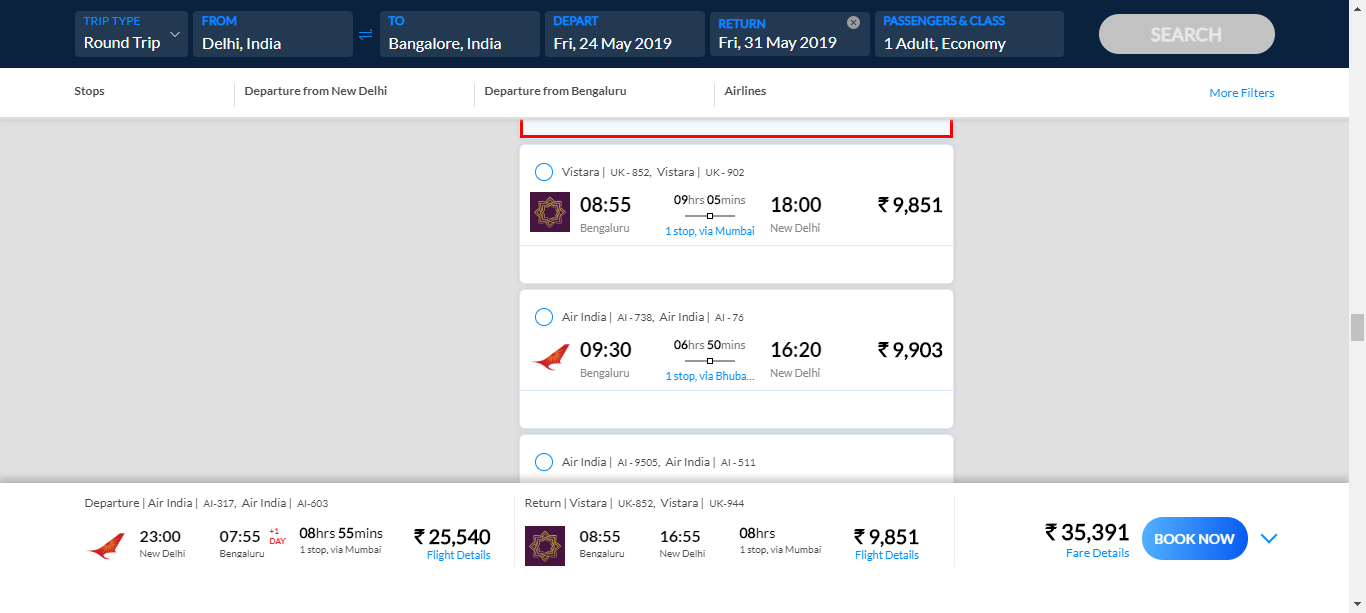 TRIP TYPE FROM TO DEPART RETURN PASSENGERS & CLASS
Round Trip Delhi, India Bangalore, India Fri, 24 May 2019 Fri, 31 May 2019 1 Adult, Economy SEARCH
Stops Departure from New Delhi Departure from Bengaluru Airlines More Filters
Vistara | UK - 852, Vistara | UK - 902
08:55 09hrs 05mins 18:00 ₹ 9,851
Bengaluru 1 stop, via Mumbai New Delhi
Air India | AI - 738, Air India | AI - 76
09:30 06hrs 50mins 16:20 ₹ 9,903
Bengaluru 1 stop, via Bhuba... New Delhi
Air India | AI - 9505, Air India | AI - 511
Departure | Air India | AI-317, Air India | AI-603
23:00 07:55 +1 DAY 08hrs 55mins ₹ 25,540
New Delhi Bengaluru 1 stop, via Mumbai Flight Details
Return | Vistara | UK-852, Vistara | UK-944
08:55 16:55 08hrs ₹ 9,851
Bengaluru New Delhi 1 stop, via Mumbai Flight Details
₹ 35,391
Fare Details
BOOK NOW